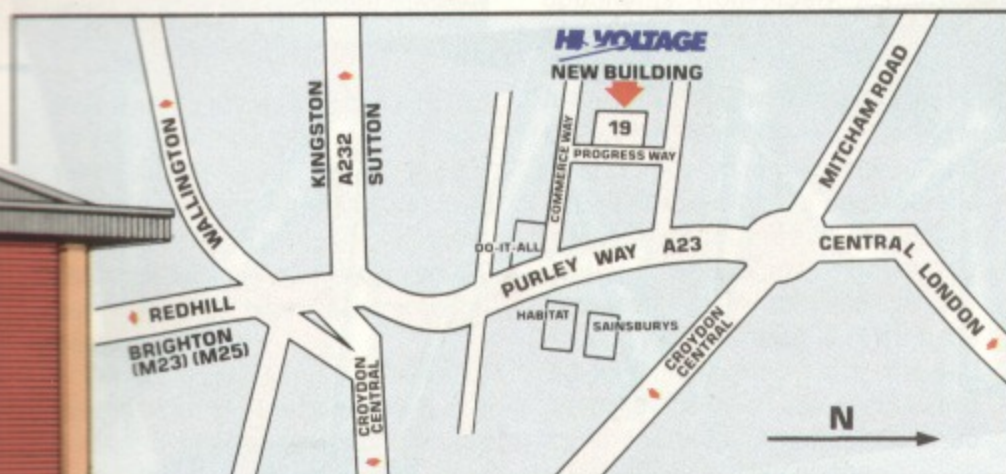 HI-VOLTAGE
NEW BUILDING
19
PROGRESS WAY
COMMERCE WAY
WALLINGTON
KINGSTON
A232
SUTTON
MITCHAM ROAD
DO-IT-ALL
PURLEY WAY A23
CENTRAL LONDON
REDHILL
BRIGHTON
(M23) (M25)
HABITAT
SAINSBURYS
CROYDON
CENTRAL
CROYDON
CENTRAL
N